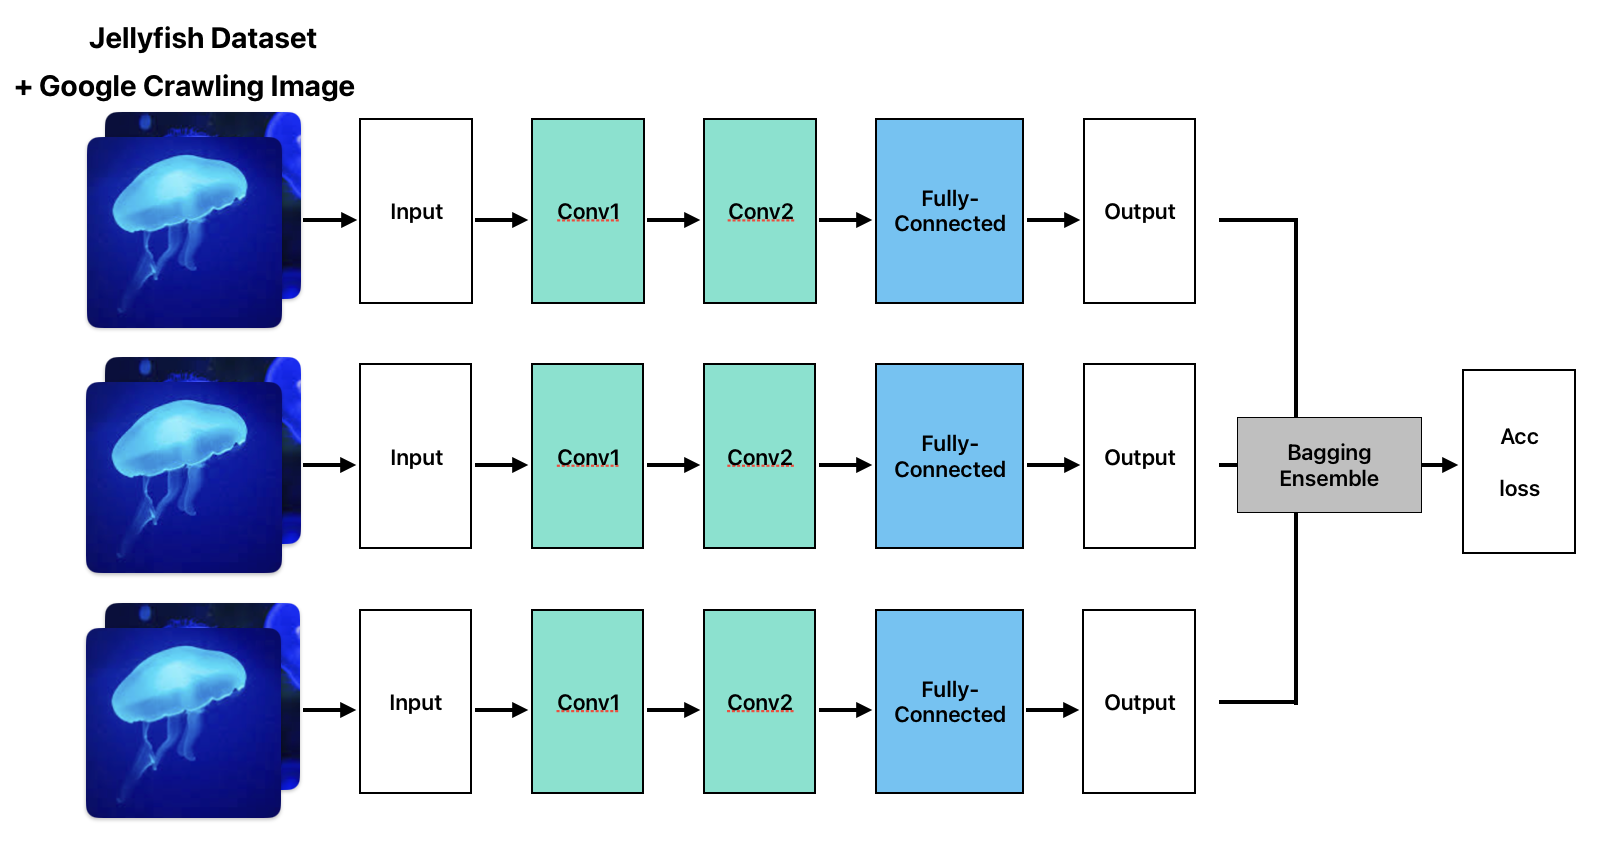 Jellyfish Dataset
+ Google Crawling Image
Input
Conv1
Conv2
Fully-
Connected
Output
Input
Conv1
Conv2
Fully-
Connected
Output
Bagging
Ensemble
Acc
loss
Input
Conv1
Conv2
Fully-
Connected
Output